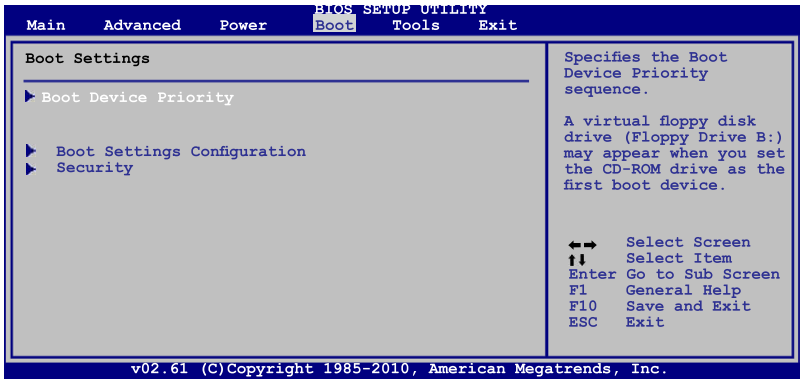 BIOS SETUP UTILITY
Main Advanced Power Boot Tools Exit
Boot Settings
Boot Device Priority
Boot Settings Configuration
Security
Specifies the Boot
Device Priority
sequence.
A virtual floppy disk
drive (Floppy Drive B:)
may appear when you set
the CD-ROM drive as the
first boot device.
←→ Select Screen
↑↓ Select Item
Enter Go to Sub Screen
F1 General Help
F10 Save and Exit
ESC Exit
v02.61 (C)Copyright 1985-2010, American Megatrends, Inc.